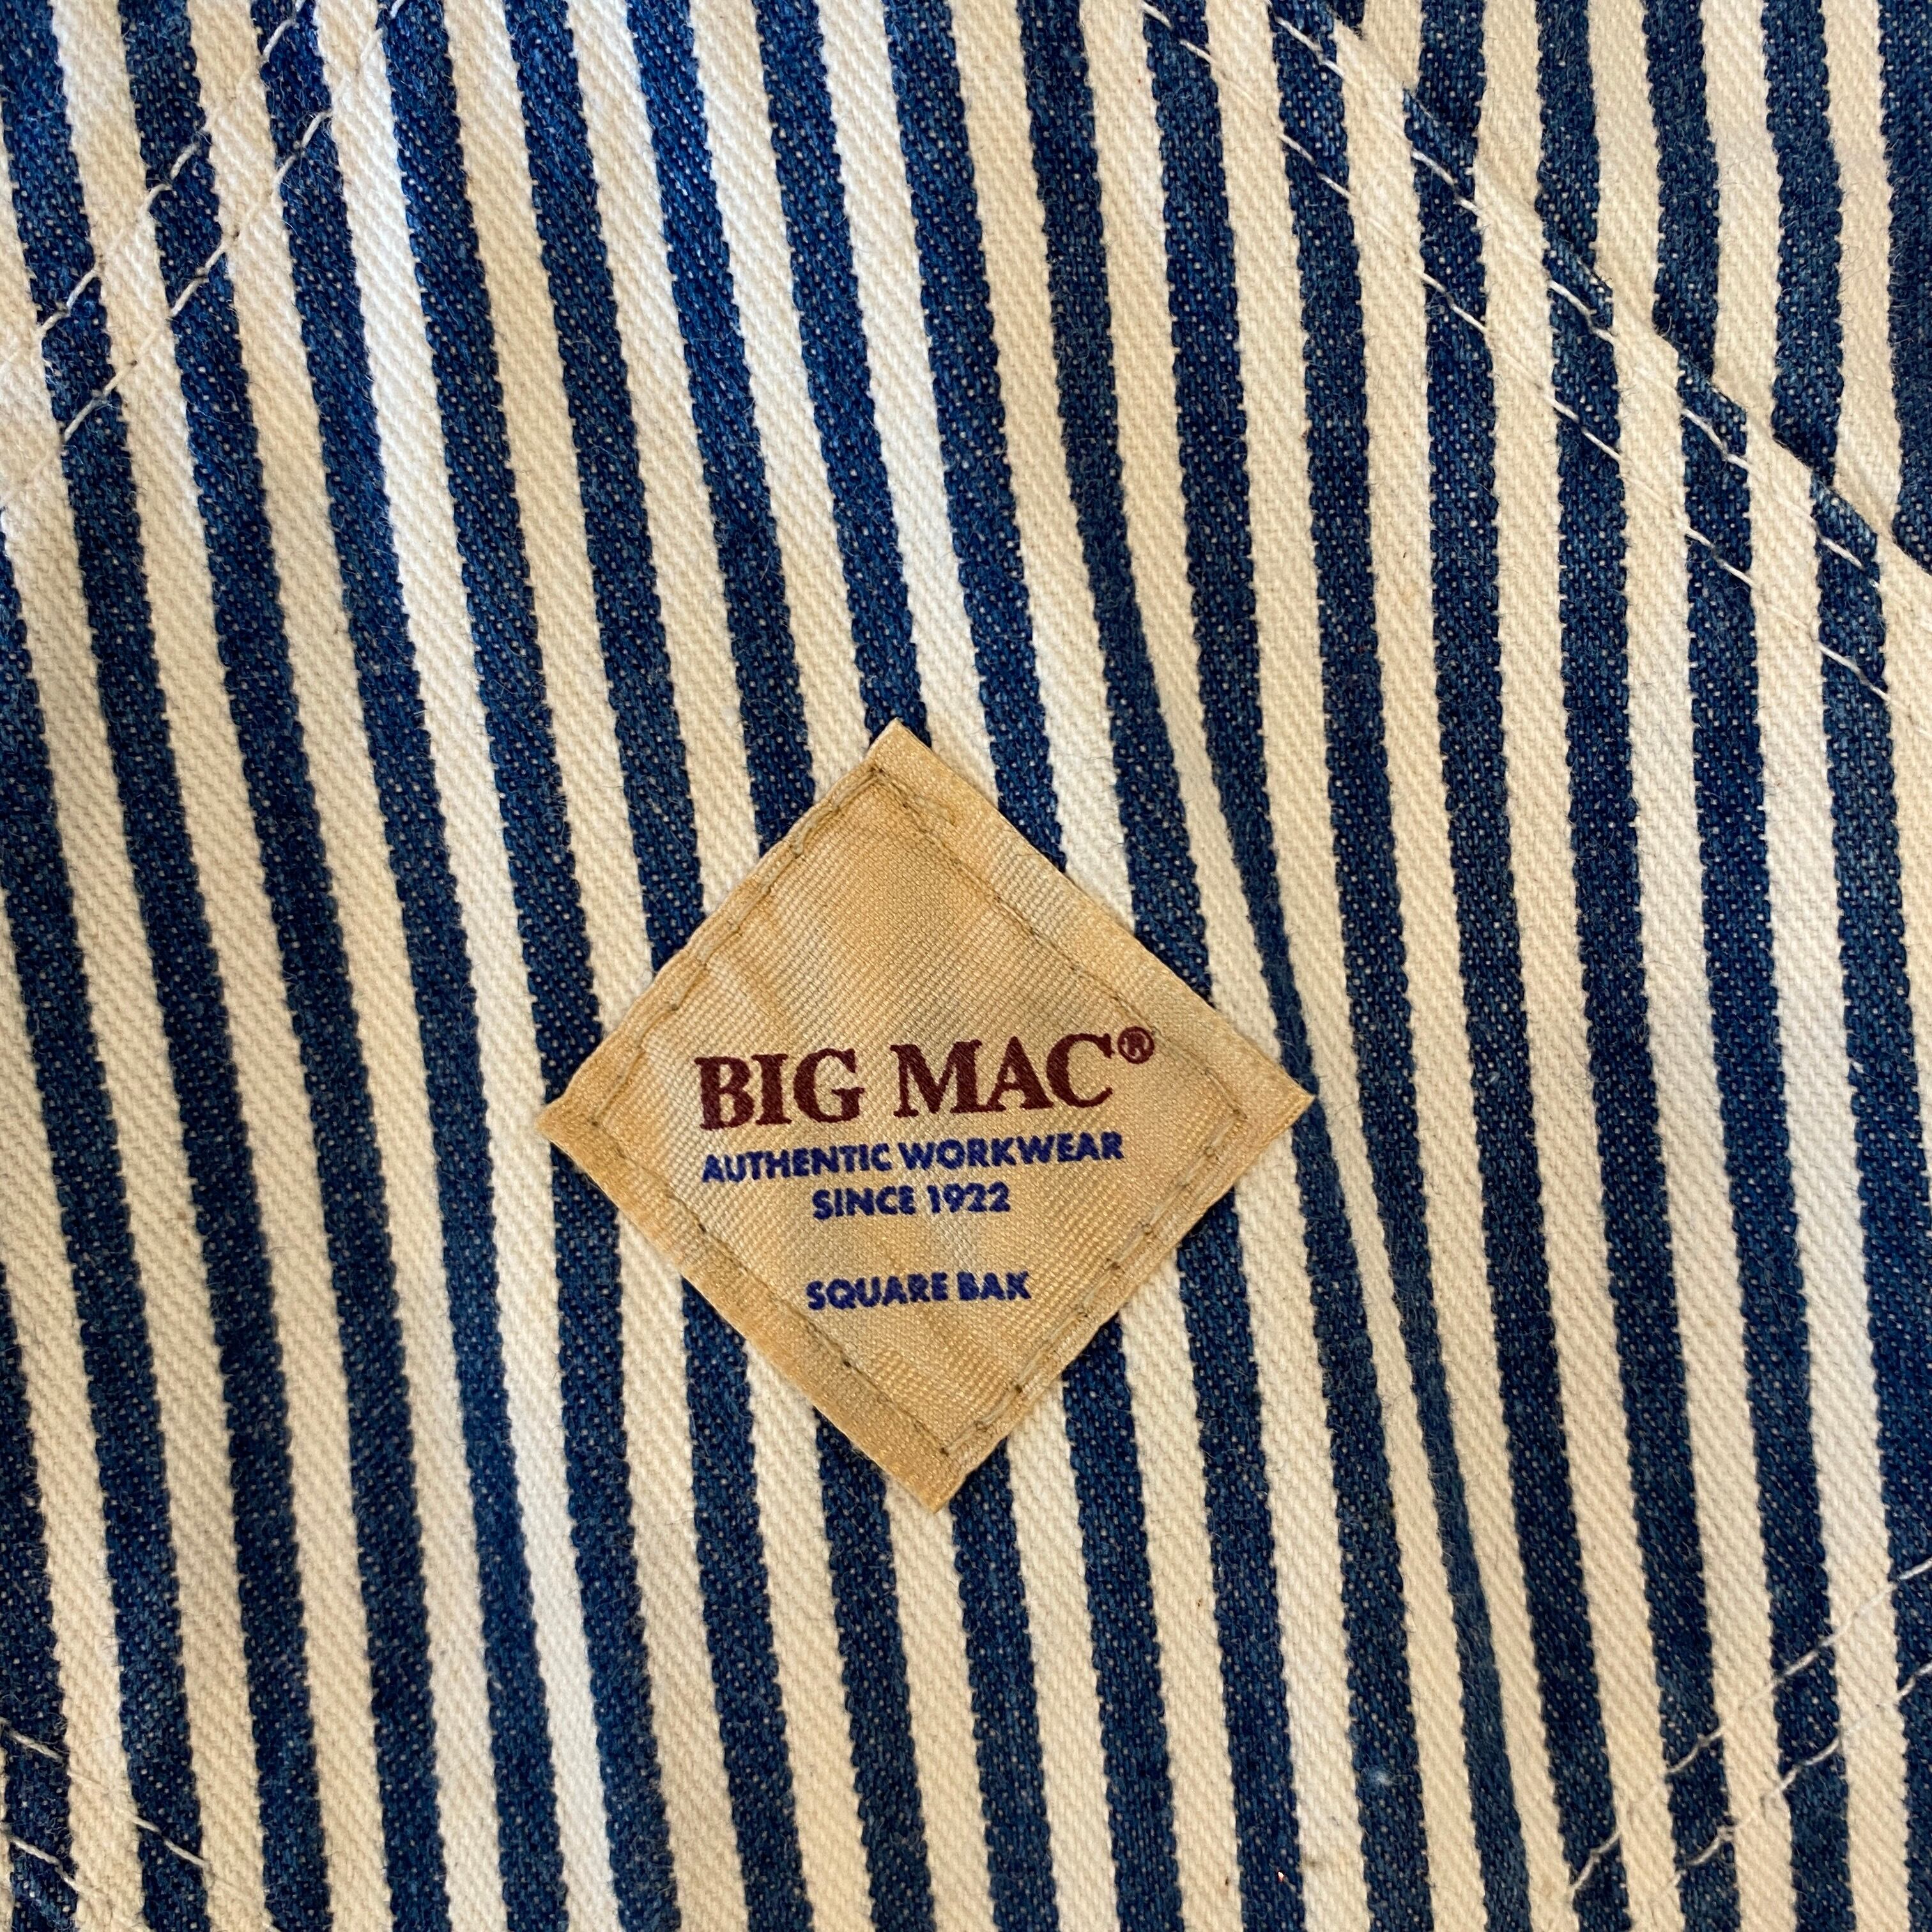 BIG MAC®
AUTHENTIC WORKWEAR
SINCE 1922
SQUARE BAK